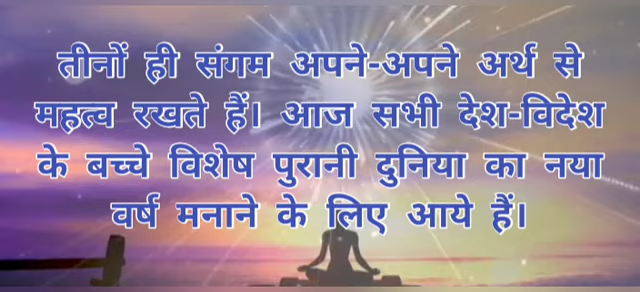 तीनों ही संगम अपने-अपने अर्थ से
महत्व रखते हैं। आज सभी देश-विदेश
के बच्चे विशेष पुरानी दुनिया का नया
वर्ष मनाने के लिए आये हैं।